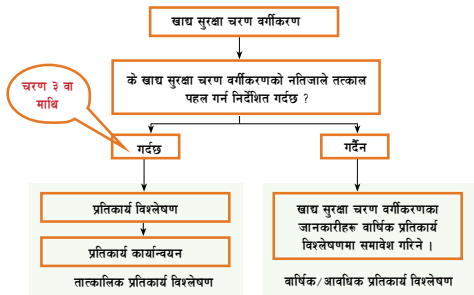 खाद्य सुरक्षा चरण वर्गीकरण
चरण ३ वा
माथि
के खाद्य सुरक्षा चरण वर्गीकरणको नतिजाले तत्काल
पहल गर्न निर्देशित गर्दछ ?
गर्दछ
गर्दैन
प्रतिकार्य विश्लेषण
प्रतिकार्य कार्यान्वयन
तात्कालिक प्रतिकार्य विश्लेषण
खाद्य सुरक्षा चरण वर्गीकरणका
जानकारीहरू वार्षिक प्रतिकार्य
विश्लेषणमा समावेश गरिने ।
वार्षिक/आवधिक प्रतिकार्य विश्लेषण